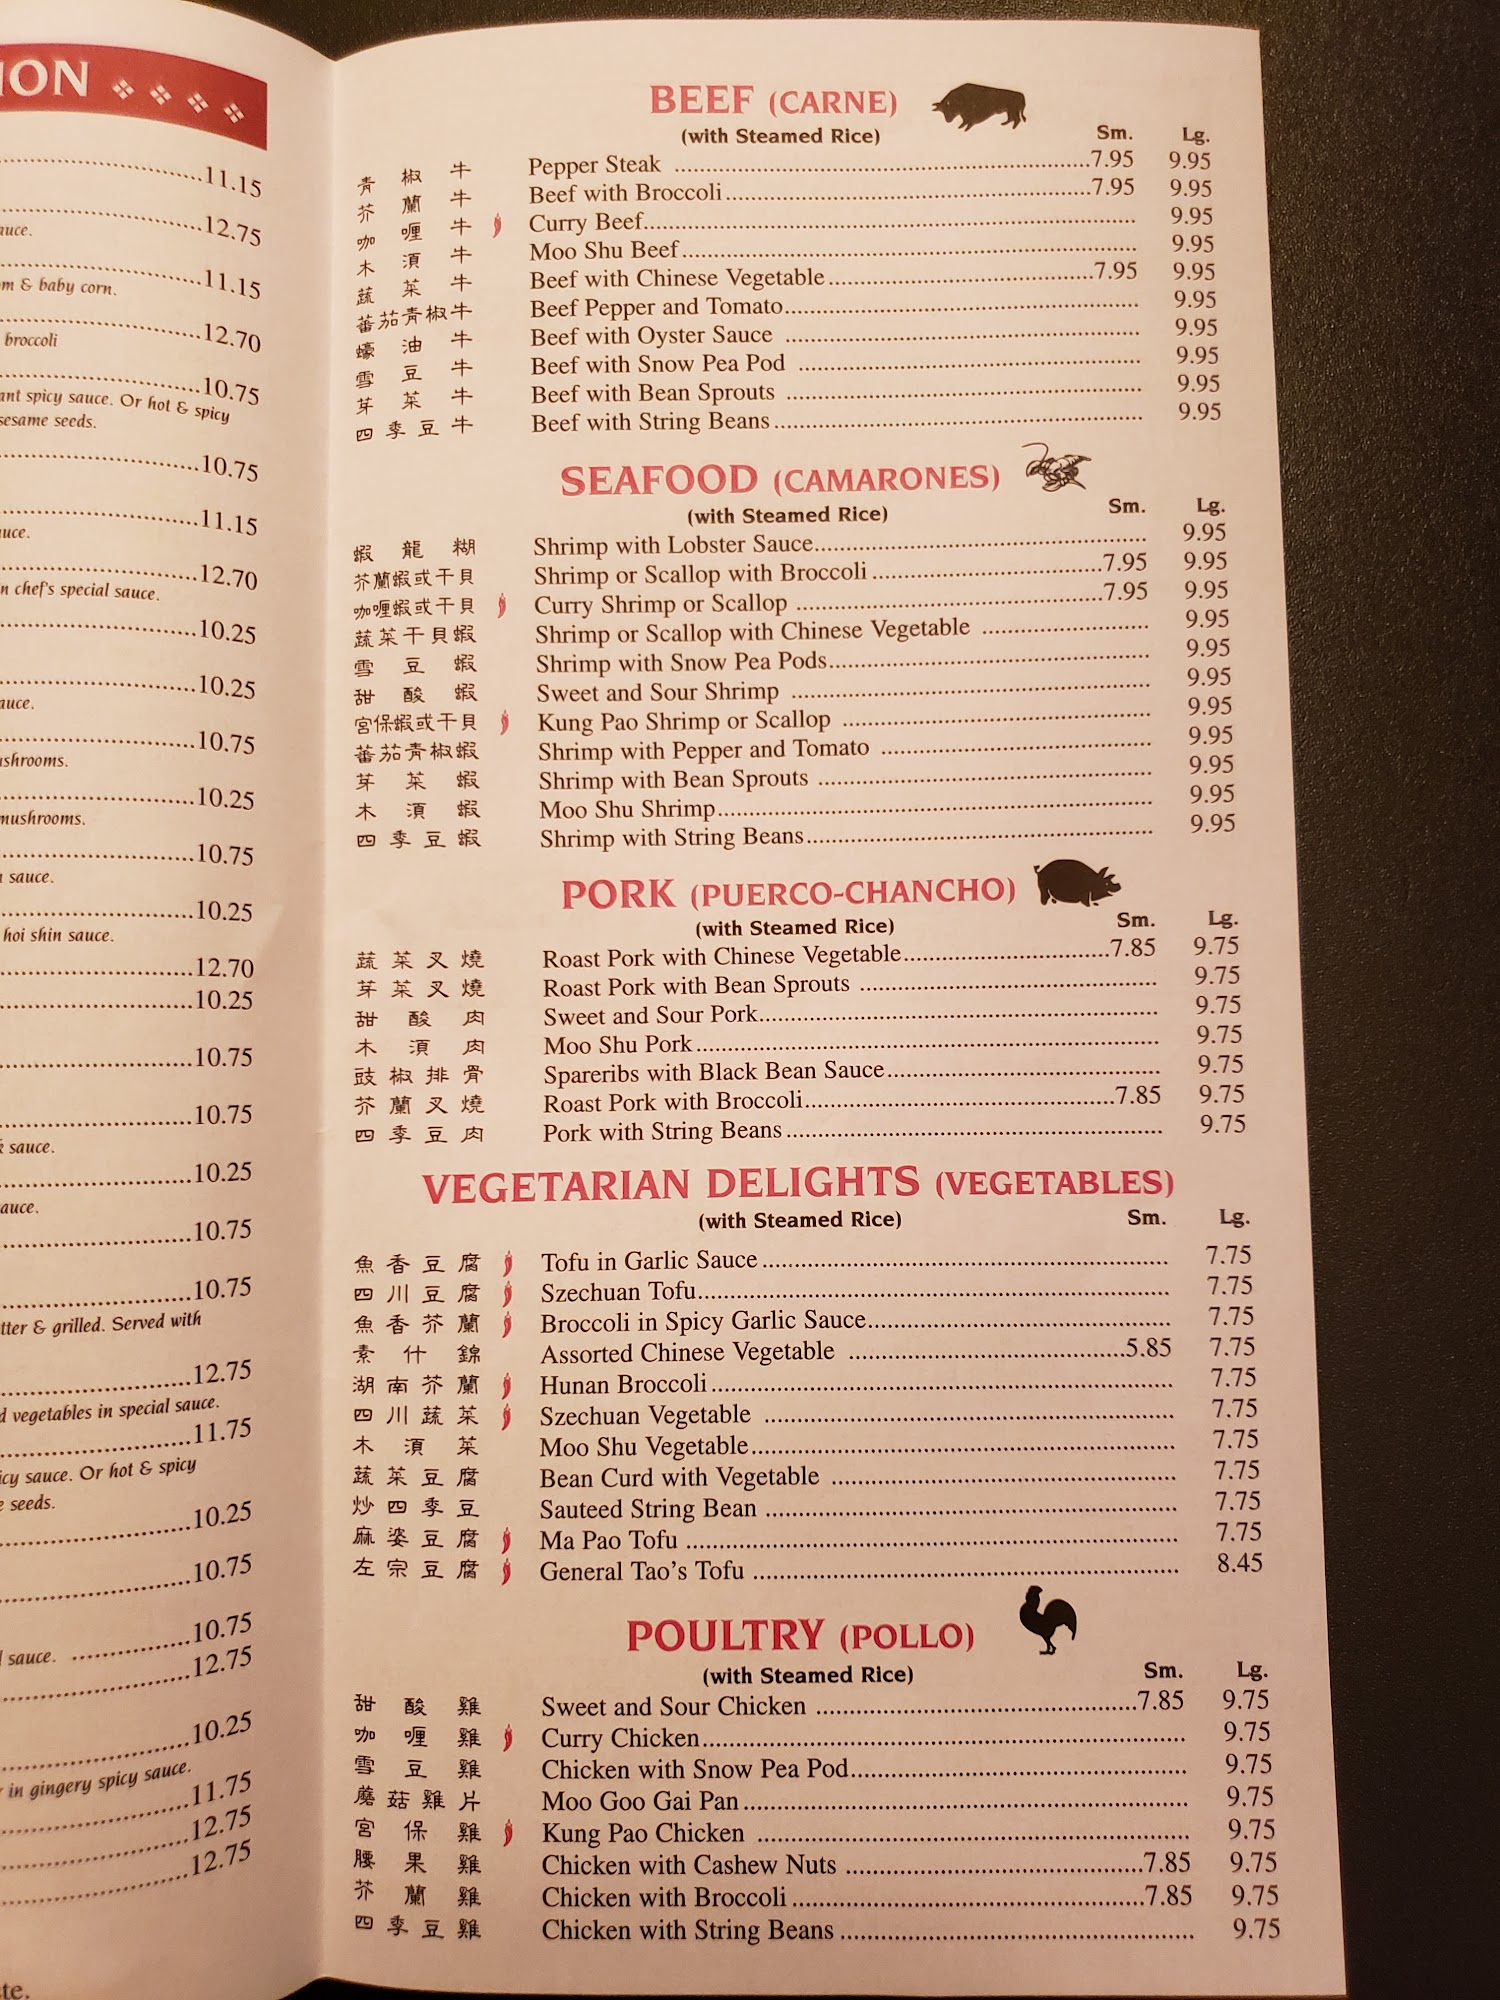 ION
11.15
12.75
auce.
11.15
om & baby corn.
12.70
broccoli
10.75
ant spicy sauce. Or hot & spicy
sesame seeds.
10.75
11.15
uce.
12.70
n chef's special sauce.
10.25
10.25
auce.
10.75
ushrooms.
10.25
mushrooms.
10.75
sauce.
10.25
hoi shin sauce.
12.70
10.25
10.75
10.75
k sauce.
10.25
auce.
10.75
10.75
tter & grilled. Served with
12.75
d vegetables in special sauce.
11.75
icy sauce. Or hot & spicy
e seeds.
10.25
10.75
10.75
l sauce.
12.75
10.25
r in gingery spicy sauce.
11.75
12.75
12.75
ste.
BEEF (CARNE)
(with Steamed Rice) Sm. Lg.
青椒牛 Pepper Steak 7.95 9.95
芥蘭牛 Beef with Broccoli 7.95 9.95
咖喱牛 Curry Beef 9.95
木須牛 Moo Shu Beef 9.95
蔬菜牛 Beef with Chinese Vegetable 7.95 9.95
蕃茄青椒牛 Beef Pepper and Tomato 9.95
蠔油牛 Beef with Oyster Sauce 9.95
雪豆牛 Beef with Snow Pea Pod 9.95
芽菜牛 Beef with Bean Sprouts 9.95
四季豆牛 Beef with String Beans 9.95
SEAFOOD (CAMARONES)
(with Steamed Rice) Sm. Lg.
蝦龍糊 Shrimp with Lobster Sauce 9.95
芥蘭蝦或干貝 Shrimp or Scallop with Broccoli 7.95 9.95
咖喱蝦或干貝 Curry Shrimp or Scallop 7.95 9.95
蔬菜干貝蝦 Shrimp or Scallop with Chinese Vegetable 9.95
雪豆蝦 Shrimp with Snow Pea Pods 9.95
甜酸蝦 Sweet and Sour Shrimp 9.95
宮保蝦或干貝 Kung Pao Shrimp or Scallop 9.95
蕃茄青椒蝦 Shrimp with Pepper and Tomato 9.95
芽菜蝦 Shrimp with Bean Sprouts 9.95
木須蝦 Moo Shu Shrimp 9.95
四季豆蝦 Shrimp with String Beans 9.95
PORK (PUERCO-CHANCHO)
(with Steamed Rice) Sm. Lg.
蔬菜叉燒 Roast Pork with Chinese Vegetable 7.85 9.75
芽菜叉燒 Roast Pork with Bean Sprouts 9.75
甜酸肉 Sweet and Sour Pork 9.75
木須肉 Moo Shu Pork 9.75
豉椒排骨 Spareribs with Black Bean Sauce 9.75
芥蘭叉燒 Roast Pork with Broccoli 7.85 9.75
四季豆肉 Pork with String Beans 9.75
VEGETARIAN DELIGHTS (VEGETABLES)
(with Steamed Rice) Sm. Lg.
魚香豆腐 Tofu in Garlic Sauce 7.75
四川豆腐 Szechuan Tofu 7.75
魚香芥蘭 Broccoli in Spicy Garlic Sauce 7.75
素什錦 Assorted Chinese Vegetable 5.85 7.75
湖南芥蘭 Hunan Broccoli 7.75
四川蔬菜 Szechuan Vegetable 7.75
木須菜 Moo Shu Vegetable 7.75
蔬菜豆腐 Bean Curd with Vegetable 7.75
炒四季豆 Sauteed String Bean 7.75
麻婆豆腐 Ma Pao Tofu 7.75
左宗豆腐 General Tao's Tofu 8.45
POULTRY (POLLO)
(with Steamed Rice) Sm. Lg.
甜酸雞 Sweet and Sour Chicken 7.85 9.75
咖喱雞 Curry Chicken 9.75
雪豆雞 Chicken with Snow Pea Pod 9.75
蘑菇雞片 Moo Goo Gai Pan 9.75
宮保雞 Kung Pao Chicken 9.75
腰果雞 Chicken with Cashew Nuts 7.85 9.75
芥蘭雞 Chicken with Broccoli 7.85 9.75
四季豆雞 Chicken with String Beans 9.75